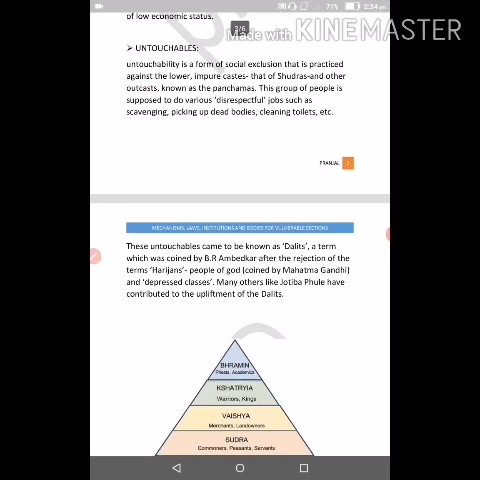 71% 2:34am
of low economic status.
3/6
Made with KINEMASTER
➤ UNTOUCHABLES:
untouchability is a form of social exclusion that is practiced
against the lower, impure castes- that of Shudras-and other
outcasts, known as the panchamas. This group of people is
supposed to do various 'disrespectful' jobs such as
scavenging, picking up dead bodies, cleaning toilets, etc.
PRANJAL 2
MECHANISMS, LAWS, INSTITUTIONS AND BODIES FOR VULNERABLE SECTIONS
These untouchables came to be known as 'Dalits', a term
which was coined by B.R Ambedkar after the rejection of the
terms 'Harijans'- people of god (coined by Mahatma Gandhi)
and 'depressed classes'. Many others like Jotiba Phule have
contributed to the upliftment of the Dalits.
BHRAMIN
Priests, Academics
KSHATRYIA
Warriors, Kings
VAISHYA
Merchants, Landowners
SUDRA
Commoners, Peasants, Servants